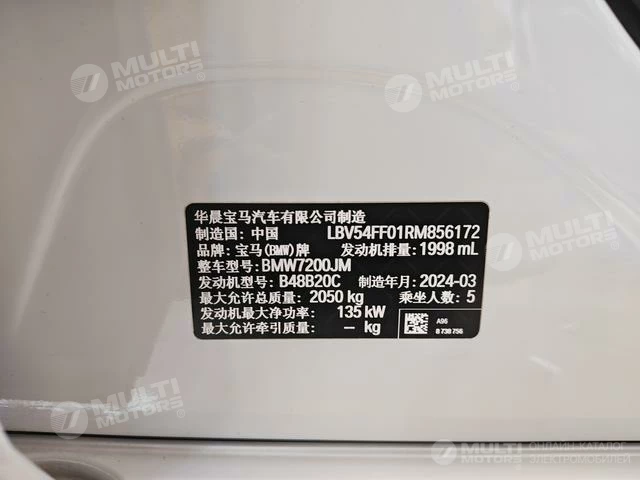 MULTI
MOTORS
MULTI
MOTORS
华晨宝马汽车有限公司制造
制造国: 中国 LBV54FF01RM856172
品牌: 宝马(BMW)牌 发动机排量: 1998 mL
整车型号: BMW7200JM
发动机型号: B48B20C 制造年月: 2024-03
最大允许总质量: 2050 kg 乘坐人数: 5
发动机最大净功率: 135 kW
最大允许牵引质量: – kg
A96
8 738 756
MULTI
MOTORS
MULTI
MOTORS
ОНЛАЙН-КАТАЛОГ
ЭЛЕКТРОМОБИЛЕЙ